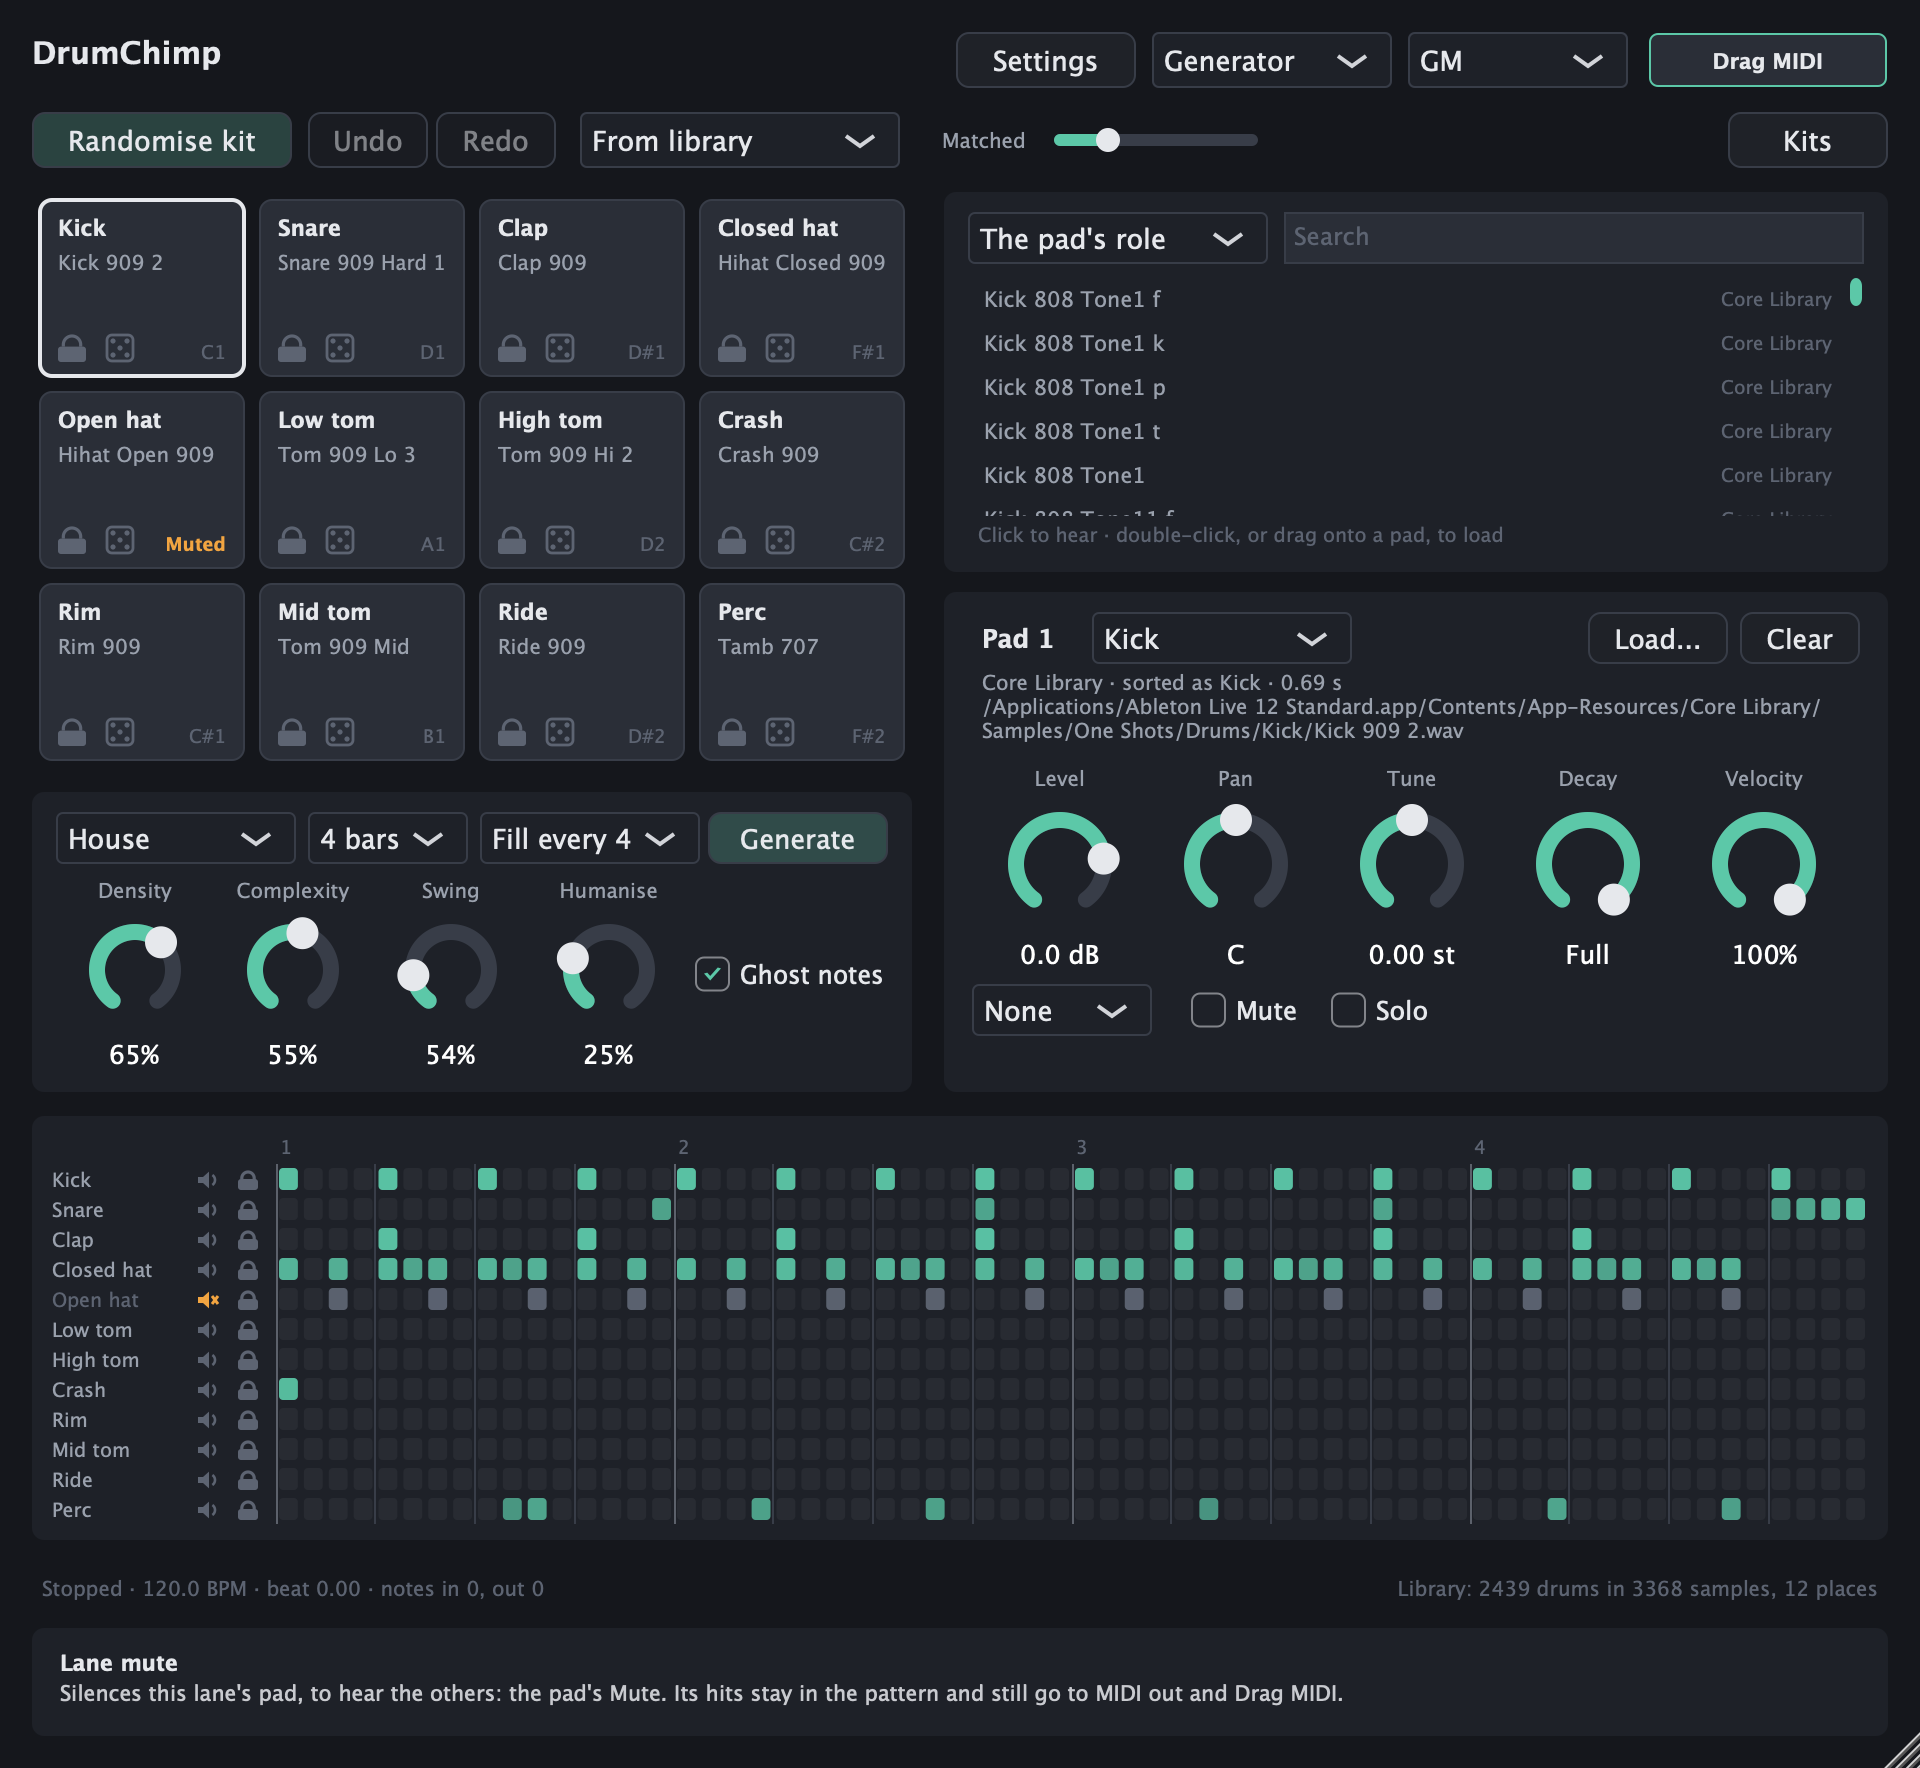 DrumChimp
Settings
Generator
GM
Drag MIDI
Randomise kit
Undo
Redo
From library
Matched
Kits
Kick
Kick 909 2
C1
Snare
Snare 909 Hard 1
D1
Clap
Clap 909
D#1
Closed hat
Hihat Closed 909
F#1
Open hat
Hihat Open 909
Muted
Low tom
Tom 909 Lo 3
A1
High tom
Tom 909 Hi 2
D2
Crash
Crash 909
C#2
Rim
Rim 909
C#1
Mid tom
Tom 909 Mid
B1
Ride
Ride 909
D#2
Perc
Tamb 707
F#2
The pad's role
Search
Kick 808 Tone1 f
Core Library
Kick 808 Tone1 k
Core Library
Kick 808 Tone1 p
Core Library
Kick 808 Tone1 t
Core Library
Kick 808 Tone1
Core Library
Click to hear · double-click, or drag onto a pad, to load
Pad 1
Kick
Load...
Clear
Core Library · sorted as Kick · 0.69 s
/Applications/Ableton Live 12 Standard.app/Contents/App-Resources/Core Library/
Samples/One Shots/Drums/Kick/Kick 909 2.wav
Level
Pan
Tune
Decay
Velocity
0.0 dB
C
0.00 st
Full
100%
None
Mute
Solo
House
4 bars
Fill every 4
Generate
Density
Complexity
Swing
Humanise
65%
55%
54%
25%
Ghost notes
1
2
3
4
Kick
Snare
Clap
Closed hat
Open hat
Low tom
High tom
Crash
Rim
Mid tom
Ride
Perc
Stopped · 120.0 BPM · beat 0.00 · notes in 0, out 0
Library: 2439 drums in 3368 samples, 12 places
Lane mute
Silences this lane's pad, to hear the others: the pad's Mute. Its hits stay in the pattern and still go to MIDI out and Drag MIDI.